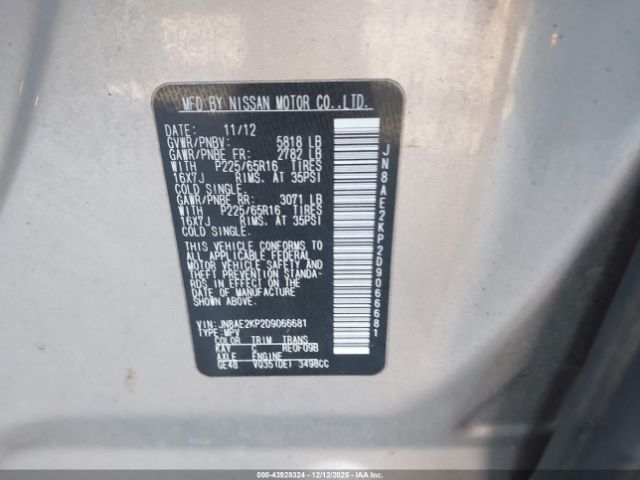 MFD BY NISSAN MOTOR CO.,LTD.
DATE: 11/12
GVWR/PNBV: 5818 LB
GAWR/PNBE FR: 2782 LB
WITH P225/65R16 TIRES
16X7J RIMS. AT 35PSI
COLD SINGLE.
GAWR/PNBE RR: 3071 LB
WITH P225/65R16 TIRES
16X7J RIMS. AT 35PSI
COLD SINGLE.
THIS VEHICLE CONFORMS TO
ALL APPLICABLE FEDERAL
MOTOR VEHICLE SAFETY AND
THEFT PREVENTION STANDA-
RDS IN EFFECT ON THE
DATE OF MANUFACTURE
SHOWN ABOVE.
VIN: JN8AE2KP2D9066681
TYPE: MPV
COLOR TRIM TRANS
KAY C RE0F09B
AXLE ENGINE
GE48 VQ35(DE) 3498CC
JN8AE2KP2D9066681
000-43928324 | 12/12/2025 - IAA Inc.